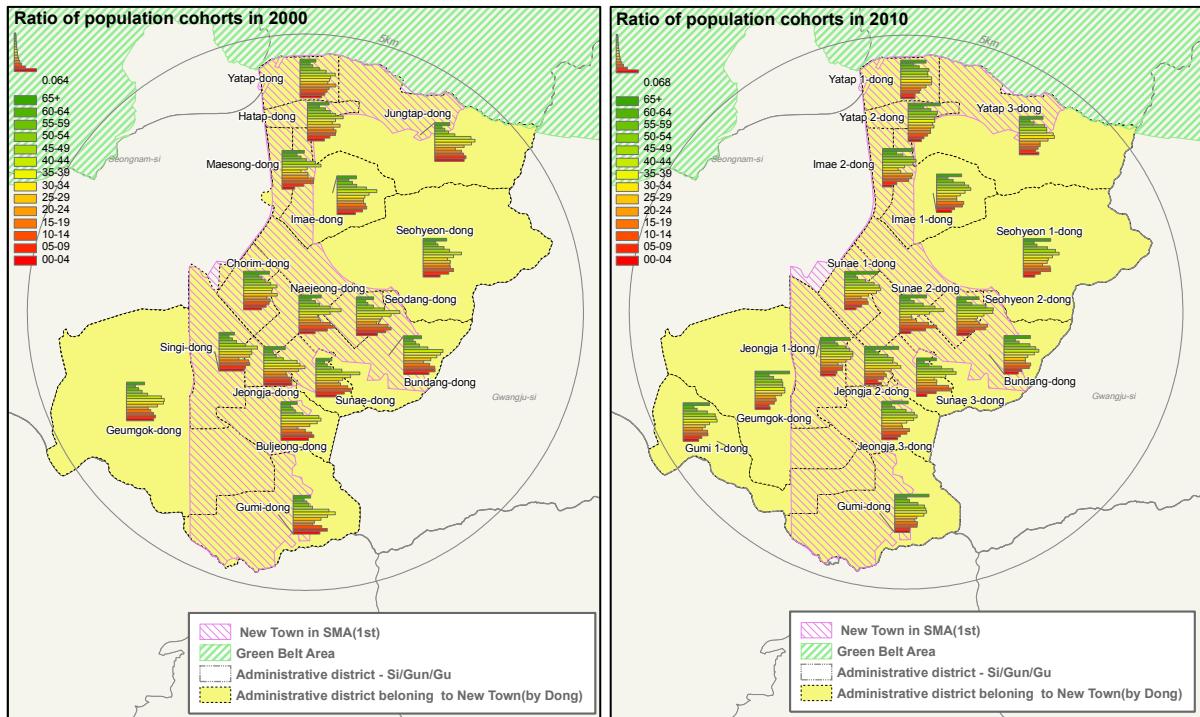 Ratio of population cohorts in 2000
5km
0.064
65+
60-64
55-59
50-54
45-49
40-44
35-39
30-34
25-29
20-24
15-19
10-14
05-09
00-04
Yatap-dong
Hatap-dong
Jungtap-dong
Seongnam-si
Maesong-dong
Imae-dong
Seohyeon-dong
Chorim-dong
Naejeong-dong
Seodang-dong
Singi-dong
Bundang-dong
Jeongja-dong
Sunae-dong
Gwangju-si
Geumgok-dong
Buljeong-dong
Gumi-dong
New Town in SMA(1st)
Green Belt Area
Administrative district - Si/Gun/Gu
Administrative district beloning to New Town(by Dong)
Ratio of population cohorts in 2010
5km
0.068
65+
60-64
55-59
50-54
45-49
40-44
35-39
30-34
25-29
20-24
15-19
10-14
05-09
00-04
Yatap 1-dong
Yatap 2-dong
Yatap 3-dong
Seongnam-si
Imae 2-dong
Imae 1-dong
Seohyeon 1-dong
Sunae 1-dong
Sunae 2-dong
Seohyeon 2-dong
Jeongja 1-dong
Bundang-dong
Jeongja 2-dong
Sunae 3-dong
Gwangju-si
Geumgok-dong
Gumi 1-dong
Jeongja 3-dong
Gumi-dong
New Town in SMA(1st)
Green Belt Area
Administrative district - Si/Gun/Gu
Administrative district beloning to New Town(by Dong)